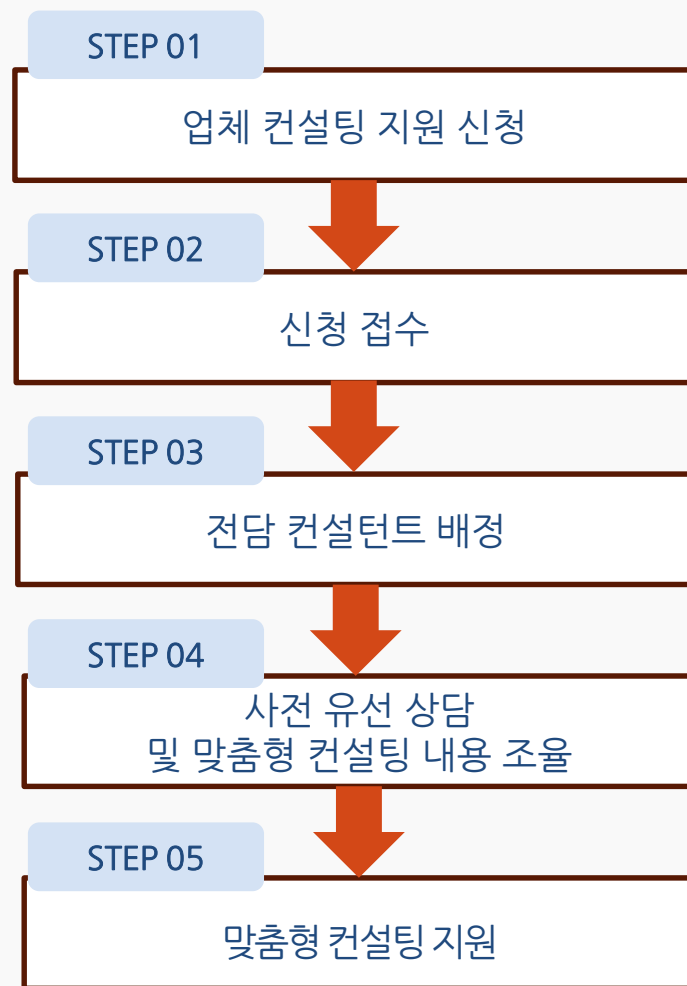 STEP 01
업체 컨설팅 지원 신청
STEP 02
신청 접수
STEP 03
전담 컨설턴트 배정
STEP 04
사전 유선 상담
및 맞춤형 컨설팅 내용 조율
STEP 05
맞춤형 컨설팅 지원